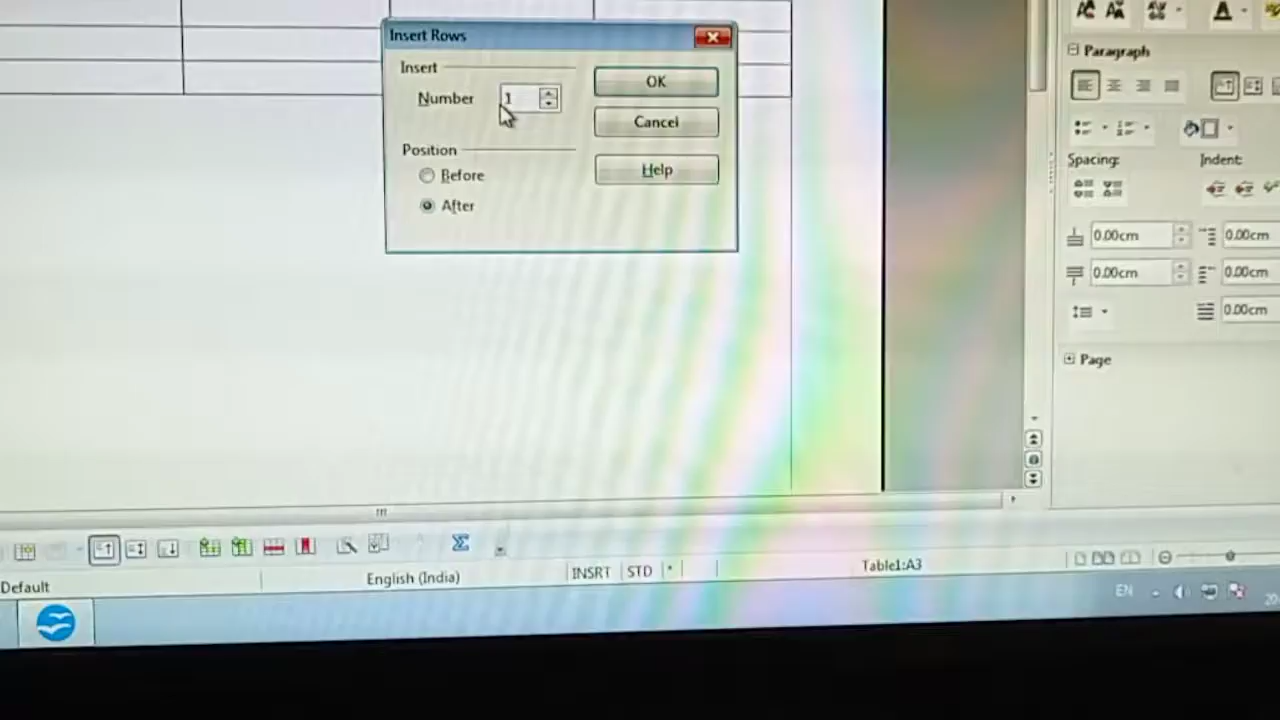 Insert Rows
Insert
Number 1
OK
Cancel
Position
Before
After
Help
Paragraph
Spacing:
Indent:
0.00cm
0.00cm
0.00cm
0.00cm
0.00cm
Page
Default
English (India)
INSRT
STD
*
Table1:A3
EN